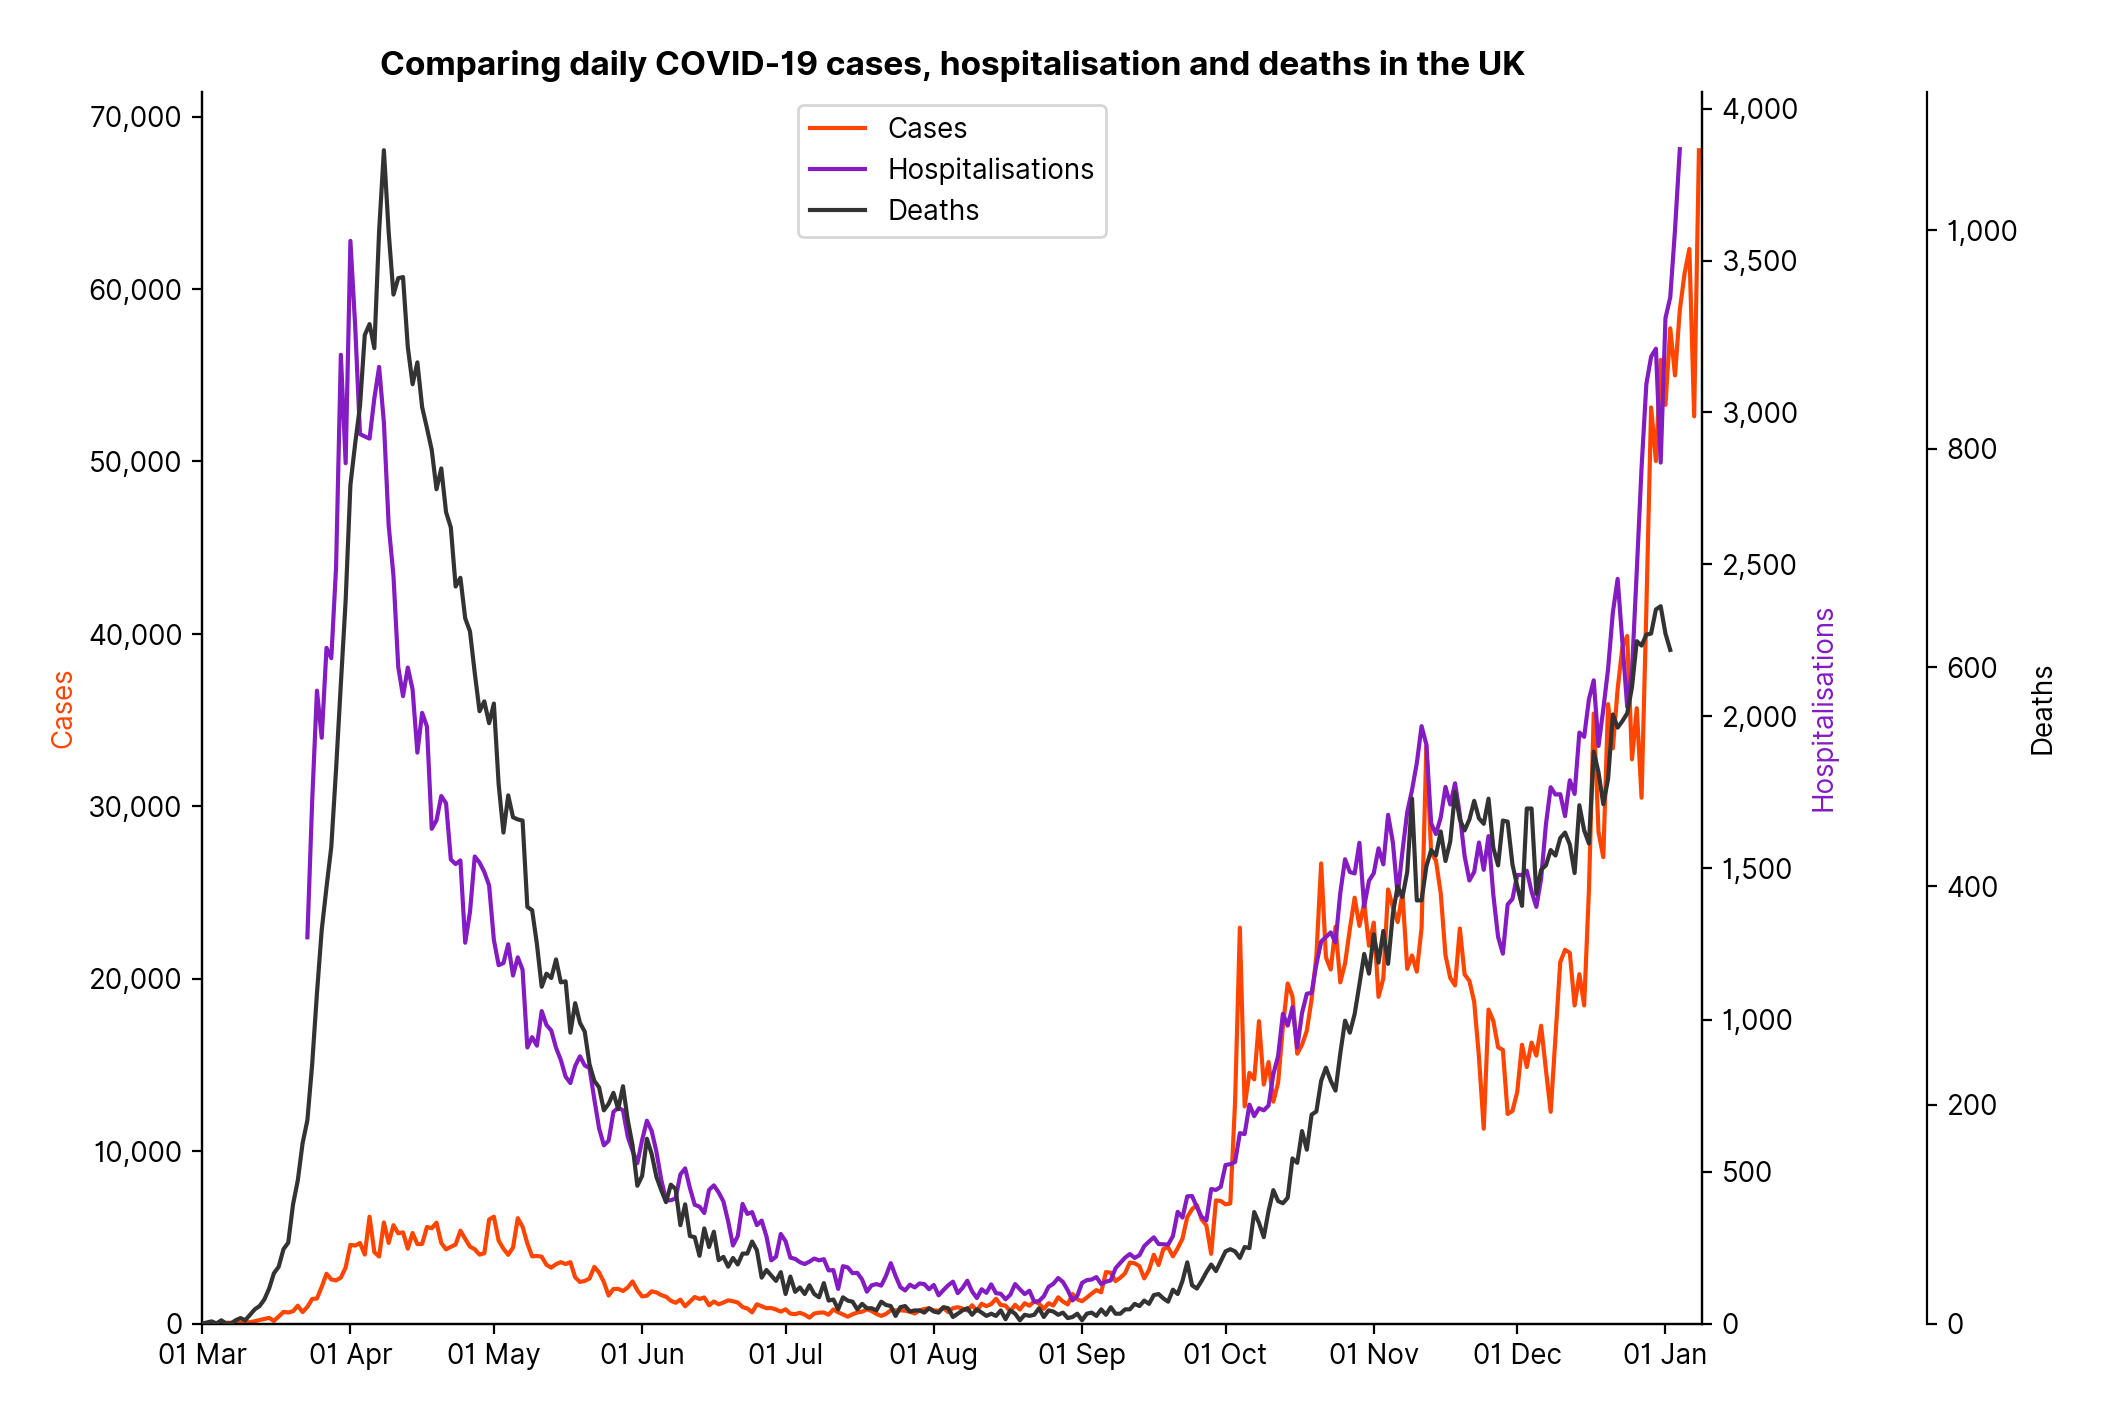 Comparing daily COVID-19 cases, hospitalisation and deaths in the UK
Cases
Hospitalisations
Deaths
70,000
60,000
50,000
40,000
30,000
20,000
10,000
0
Cases
4,000
3,500
3,000
2,500
2,000
1,500
1,000
500
0
Hospitalisations
1,000
800
600
400
200
0
Deaths
01 Mar 01 Apr 01 May 01 Jun 01 Jul 01 Aug 01 Sep 01 Oct 01 Nov 01 Dec 01 Jan